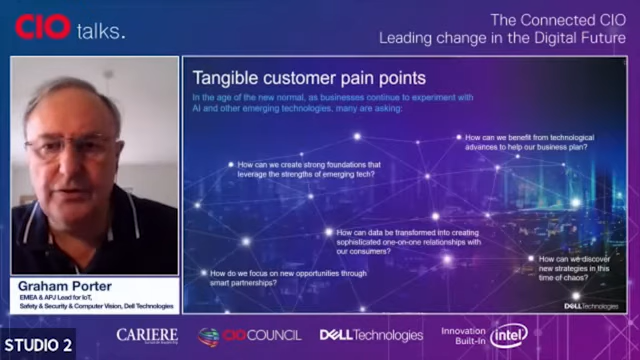 CIO talks.
The Connected CIO
Leading change in the Digital Future
Tangible customer pain points
In the age of the new normal, as businesses continue to experiment with
AI and other emerging technologies, many are asking:
How can we benefit from technological
advances to help our business plan?
How can we create strong foundations that
leverage the strengths of emerging tech?
How can data be transformed into creating
sophisticated one-on-one relationships with
our consumers?
How can we discover
new strategies in this
time of chaos?
How do we focus on new opportunities through
smart partnerships?
DELLTechnologies
Graham Porter
EMEA & APJ Lead for IoT,
Safety & Security & Computer Vision, Dell Technologies
STUDIO 2
CARIERE
CIO COUNCIL
DELLTechnologies
Innovation
Built-In
intel